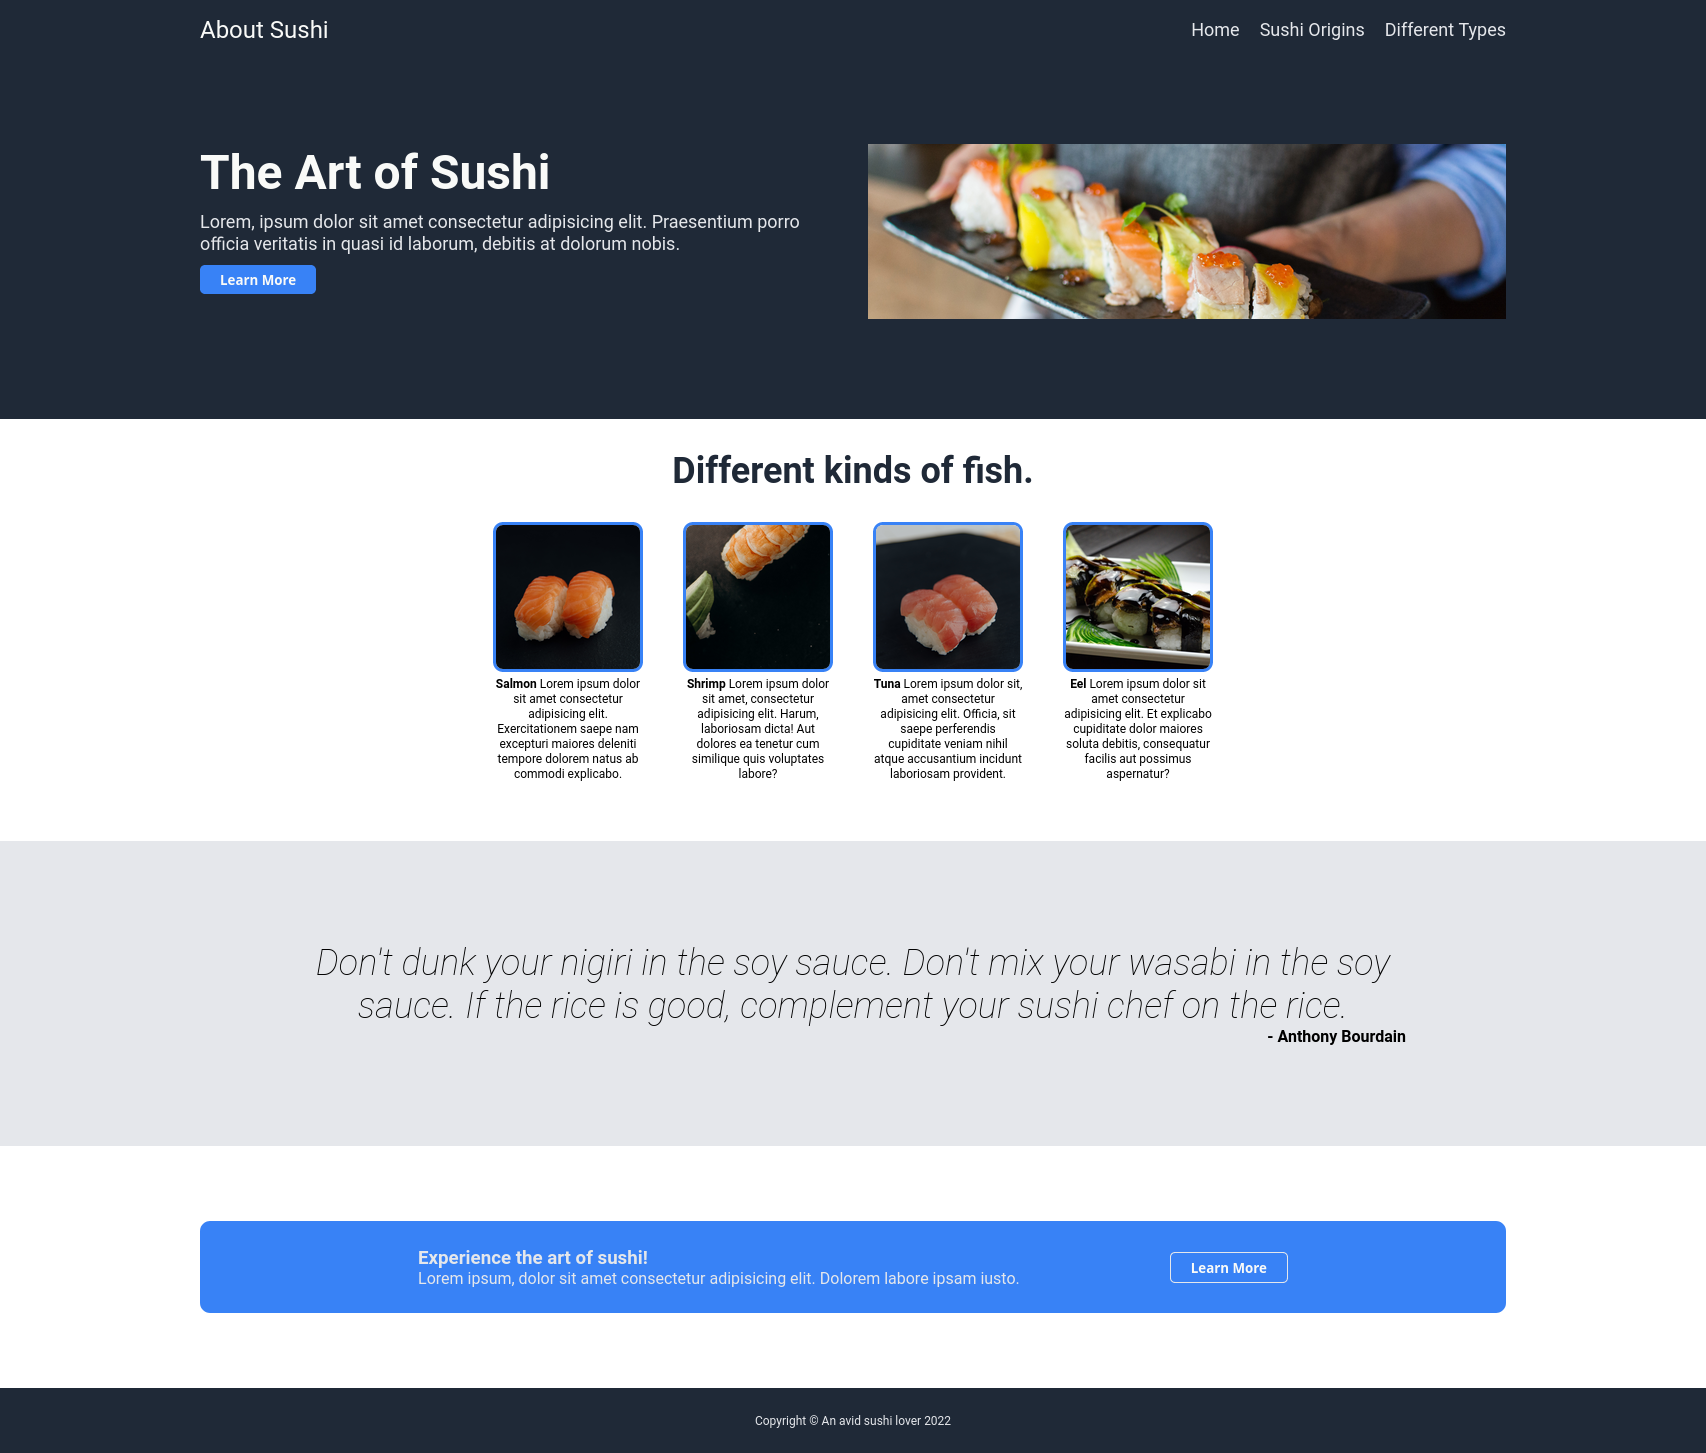 About Sushi
Home
Sushi Origins
Different Types
The Art of Sushi
Lorem, ipsum dolor sit amet consectetur adipisicing elit. Praesentium porro
officia veritatis in quasi id laborum, debitis at dolorum nobis.
Learn More
Different kinds of fish.
Salmon Lorem ipsum dolor
sit amet consectetur
adipisicing elit.
Exercitationem saepe nam
excepturi maiores deleniti
tempore dolorem natus ab
commodi explicabo.
Shrimp Lorem ipsum dolor
sit amet, consectetur
adipisicing elit. Harum,
laboriosam dicta! Aut
dolores ea tenetur cum
similique quis voluptates
labore?
Tuna Lorem ipsum dolor sit,
amet consectetur
adipisicing elit. Officia, sit
saepe perferendis
cupiditate veniam nihil
atque accusantium incidunt
laboriosam provident.
Eel Lorem ipsum dolor sit
amet consectetur
adipisicing elit. Et explicabo
cupiditate dolor maiores
soluta debitis, consequatur
facilis aut possimus
aspernatur?
Don't dunk your nigiri in the soy sauce. Don't mix your wasabi in the soy
sauce. If the rice is good, complement your sushi chef on the rice.
- Anthony Bourdain
Experience the art of sushi!
Lorem ipsum, dolor sit amet consectetur adipisicing elit. Dolorem labore ipsam iusto.
Learn More
Copyright © An avid sushi lover 2022